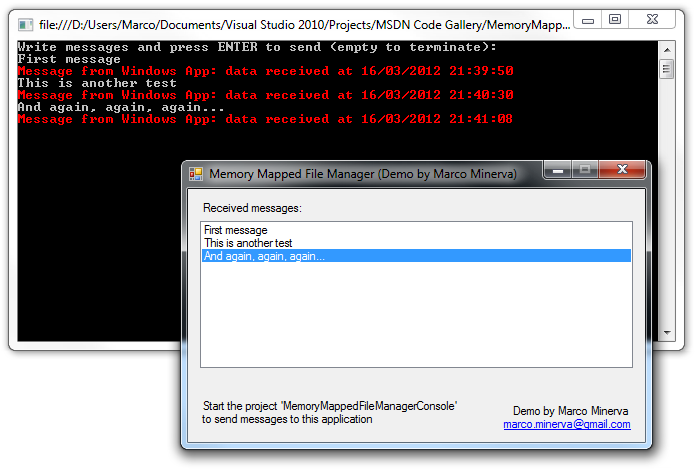 file:///D:/Users/Marco/Documents/Visual Studio 2010/Projects/MSDN Code Gallery/MemoryMapp...
Write messages and press ENTER to send (empty to terminate):
First message
Message from Windows App: data received at 16/03/2012 21:39:50
This is another test
Message from Windows App: data received at 16/03/2012 21:40:30
And again, again, again...
Message from Windows App: data received at 16/03/2012 21:41:08
Memory Mapped File Manager (Demo by Marco Minerva)
Received messages:
First message
This is another test
And again, again, again...
Start the project 'MemoryMappedFileManagerConsole'
to send messages to this application
Demo by Marco Minerva
marco.minerva@gmail.com